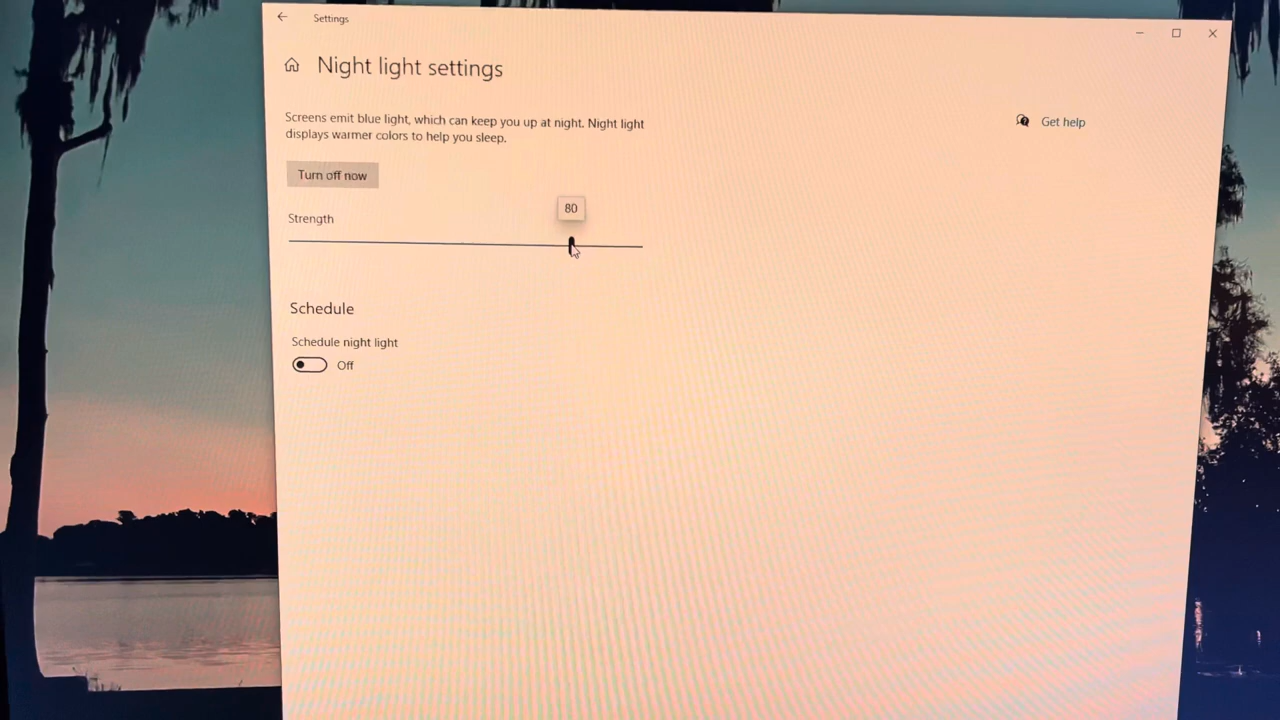 Settings
Night light settings
Screens emit blue light, which can keep you up at night. Night light
displays warmer colors to help you sleep.
Get help
Turn off now
80
Strength
Schedule
Schedule night light
Off